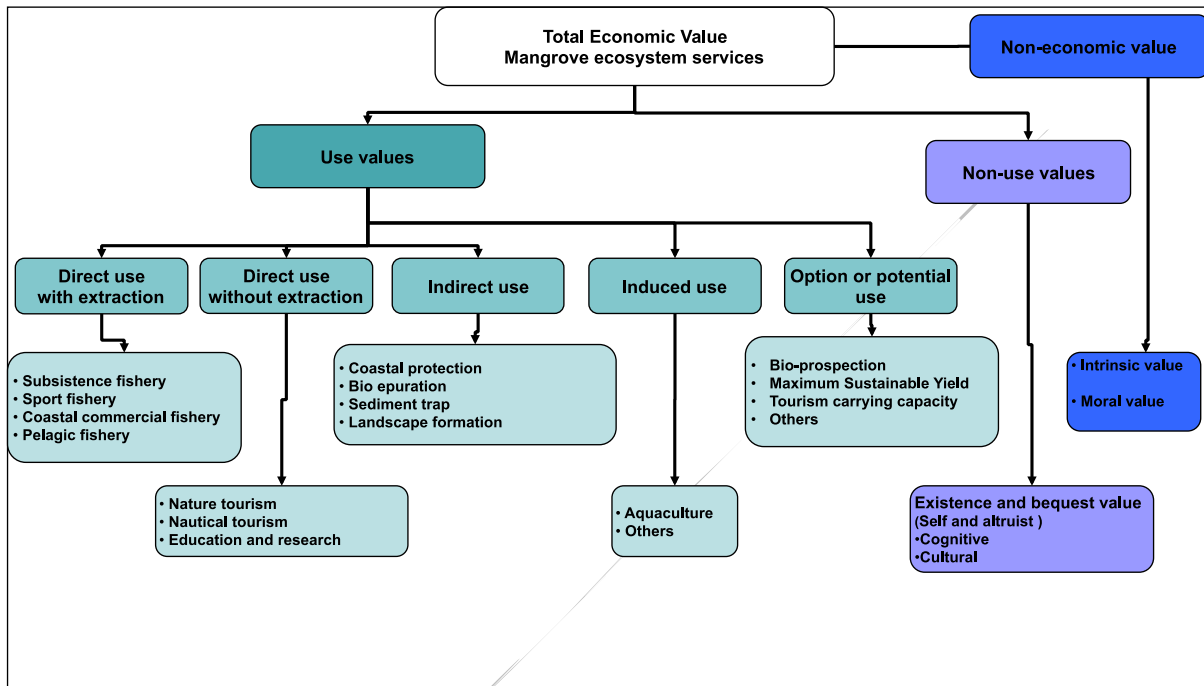 Total Economic Value
Mangrove ecosystem services
Non-economic value
Use values
Non-use values
Direct use
with extraction
Direct use
without extraction
Indirect use
Induced use
Option or potential
use
• Subsistence fishery
• Sport fishery
• Coastal commercial fishery
• Pelagic fishery
• Coastal protection
• Bio epuration
• Sediment trap
• Landscape formation
• Bio-prospection
• Maximum Sustainable Yield
• Tourism carrying capacity
• Others
• Intrinsic value
• Moral value
• Nature tourism
• Nautical tourism
• Education and research
• Aquaculture
• Others
Existence and bequest value
(Self and altruist )
•Cognitive
•Cultural